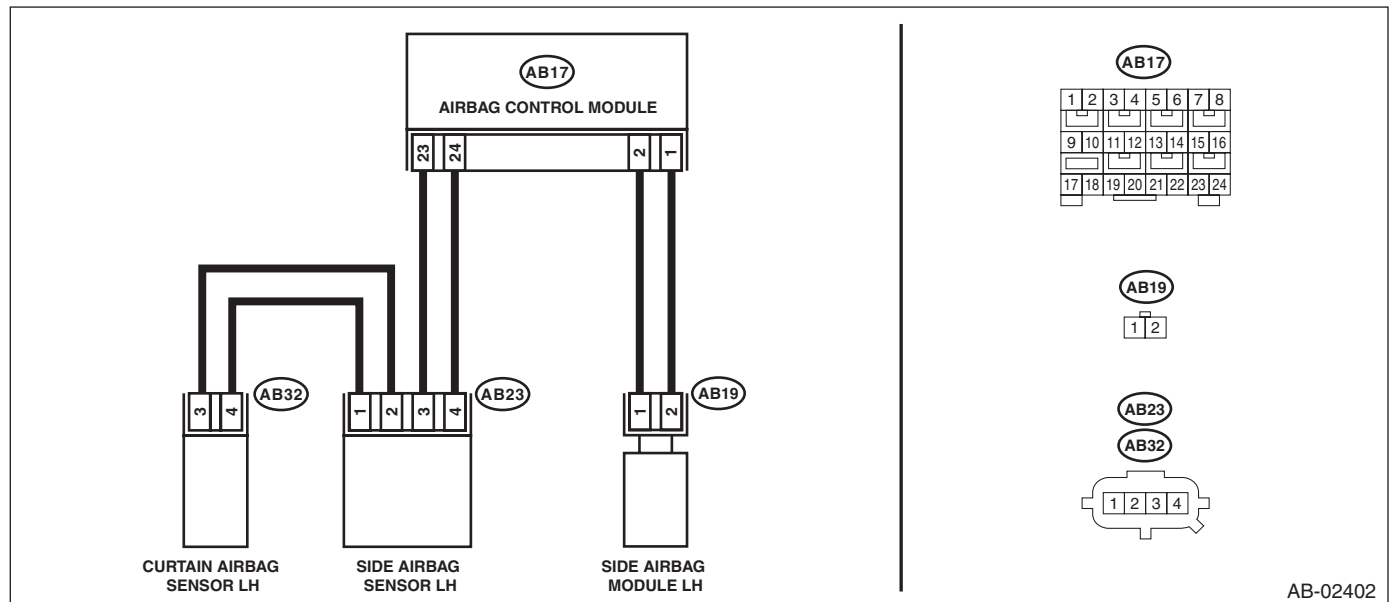 AB17
AIRBAG CONTROL MODULE
23 24 2 1
AB32
3 4
AB23
1 2 3 4
AB19
1 2
CURTAIN AIRBAG
SENSOR LH
SIDE AIRBAG
SENSOR LH
SIDE AIRBAG
MODULE LH
AB17
1 2 3 4 5 6 7 8
9 10 11 12 13 14 15 16
17 18 19 20 21 22 23 24
AB19
1 2
AB23
AB32
1 2 3 4
AB-02402